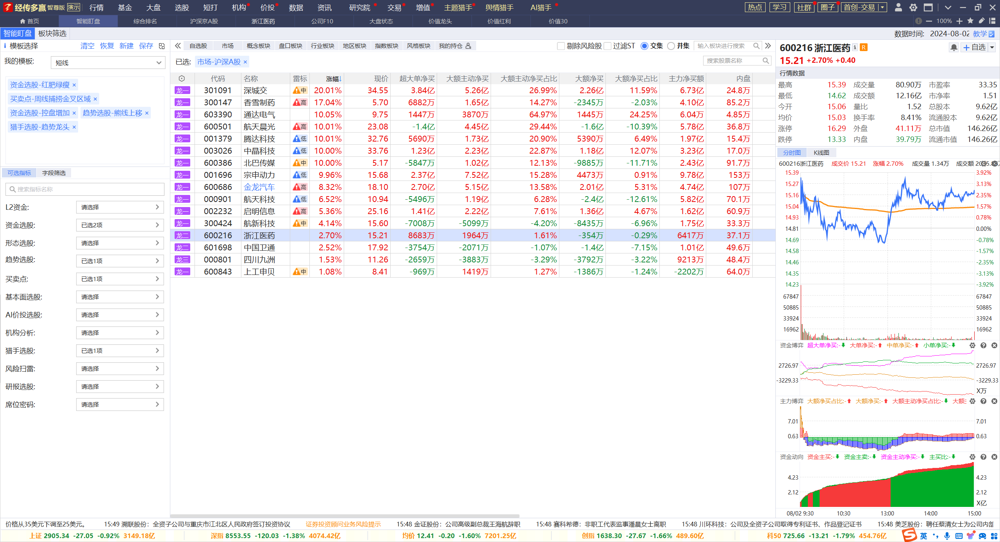 经传多赢 智尊版 演示 行情 基金 大盘 选股 短打 机构 价投 数据 资讯 研究院 交易 增值 主题猎手 舆情猎手 AI猎手 热点 学习 社群 圈子 首创-交易
首页 智能盯盘 综合排名 沪深京A股 浙江医药 公司F10 大盘状态 价值龙头 价值红利 价值30 100%
智能盯盘 板块筛选 数据时间: 2024-08-02 教学
模板选择 清空 恢复 新建 保存
我的模板: 短线
资金选股-红肥绿瘦 ×
买卖点-周线捕捞金叉区域 ×
资金选股-控盘增加 × 趋势选股-熊线上移 ×
猎手选股-趋势龙头 ×
可选指标 字段筛选
搜索指标名称
L2资金: 请选择
资金选股: 已选2项
形态选股: 请选择
趋势选股: 已选1项
买卖点: 已选1项
基本面选股: 请选择
AI价投选股: 请选择
机构分析: 请选择
猎手选股: 已选1项
风险扫雷: 请选择
研报选股: 请选择
席位密码: 请选择
自选股 市场 概念板块 盘口板块 行业板块 地区板块 指数板块 风格板块 我的持仓 剔除风险股 过滤ST 交集 并集 输入板块进行搜索
已选: 市场-沪深A股 × 搜索股票名称
代码 名称 雷标 涨幅↓ 现价 超大单净买 大额主动净买 大额主动净买占比 大额净买 大额净买占比 主力净买额 内盘
龙一 301091 深城交 中 20.01% 34.55 3.84亿 5.26亿 26.99% 2.26亿 11.59% 6.73亿 24.8万
龙一 300147 香雪制药 高 17.04% 5.70 6882万 1.65亿 14.27% -2345万 -2.03% 4.10亿 85.2万
龙一 603390 通达电气 10.05% 9.75 1447万 3870万 64.97% 1445万 24.25% 6.04万 4.85万
龙一 600501 航天晨光 高 10.01% 23.08 -1.4亿 4.45亿 29.44% -1.6亿 -10.39% 5.78亿 36.8万
龙一 001379 腾达科技 低 10.01% 32.76 5690万 1.73亿 20.90% 5390万 6.49% 1.97亿 15.4万
龙一 003026 中晶科技 低 10.00% 33.76 1.23亿 2.23亿 22.87% 1.18亿 12.07% 3.23亿 17.0万
龙一 600386 北巴传媒 中 10.00% 5.17 -5847万 1.02亿 12.13% -9885万 -11.71% 2.43亿 91.7万
龙一 001696 宗申动力 低 9.96% 15.68 2.37亿 7.52亿 15.28% 4473万 0.91% 9.78亿 153万
龙一 600686 金龙汽车 高 8.32% 18.10 2.70亿 5.15亿 13.58% 2.01亿 5.31% 4.74亿 107万
龙一 000901 航天科技 低 6.52% 10.94 -5496万 1.19亿 6.28% -2.4亿 -12.61% 5.82亿 70.1万
龙一 002232 启明信息 高 5.36% 25.16 1.41亿 2.22亿 7.61% 1.36亿 4.67% 1.62亿 60.9万
龙一 300424 航新科技 中 4.14% 15.60 -7008万 -5099万 -4.20% -8435万 -6.96% 1.75亿 33.3万
龙二 600216 浙江医药 2.70% 15.21 8683万 1964万 1.61% -354万 -0.29% 6417万 37.1万
龙二 601698 中国卫通 2.52% 17.92 -3754万 -2071万 -1.07% -1.4亿 -7.15% 1.01亿 49.6万
龙三 000801 四川九洲 1.53% 11.26 -2659万 -3883万 -3.29% -3792万 -3.22% 9213万 48.4万
龙一 600843 上工申贝 中 1.08% 8.41 -969万 1419万 1.27% -1386万 -1.24% -2202万 64.0万
600216 浙江医药 i R 自选
15.21 +2.70% +0.40
行情数据
最高 15.39 成交量 80.90万 市盈率 33.35
最低 14.62 成交额 12.16亿 市净率 1.51
今开 15.06 量比 1.52 总股本 9.62亿
均价 15.03 换手率 8.41% 流通股本 9.62亿
涨停 16.29 外盘 41.11万 总市值 146.26亿
跌停 13.33 内盘 39.79万 流通市值 146.26亿
分时图 K线图
600216浙江医药 成交价 15.21 涨幅 2.70% 成交量 1.34万 成交额
15.39 3.92%
15.27 3.13%
15.16 2.35%
15.04 1.57%
14.93 0.78%
14.81 0.00%
14.69 -0.78%
14.58 -1.57%
14.46 -2.35%
14.35 -3.13%
14.23 -3.92%
67847 67847
50885 50885
33924 33924
16962 16962
资金博弈 超大单净买:- 大单净买:- 中单净买:- 小单净买:-
2726.97 2726.97
-3229.33 -3229.33
X万
主力博弈 大额净买占比:- 大额净买:- 大额主动净买占比:-
7.01 7.01
0.63 0.63
资金动向 资金主买:- 资金主卖:- 资金主动净买:- 主买比:-
4.23 4.23
2.12 2.12
X亿
08/02 9:30 10:30 13:00 14:00 15:00
价格从35美元下调至25美元。 15:49 溯联股份：全资子公司与重庆市江北区人民政府签订投资协议 证券投资顾问业务风险提示 15:48 金证股份：公司高级副总裁王海航辞职 15:48 赛科希德：非职工代表监事潘晨女士离职 15:48 川环科技：公司及全资子公司取得专利证书、作品登记证书 15:48 美芝股份：聘任蔡清女士为公司内部
上证 2905.34 -27.05 -0.92% 3149.18亿 深指 8553.55 -120.03 -1.38% 4074.42亿 均价 12.41 -0.20 -1.60% 7201.25亿 创指 1638.30 -27.67 -1.66% 489.60亿 科50 725.66 -13.21 -1.79% 454.76亿 英